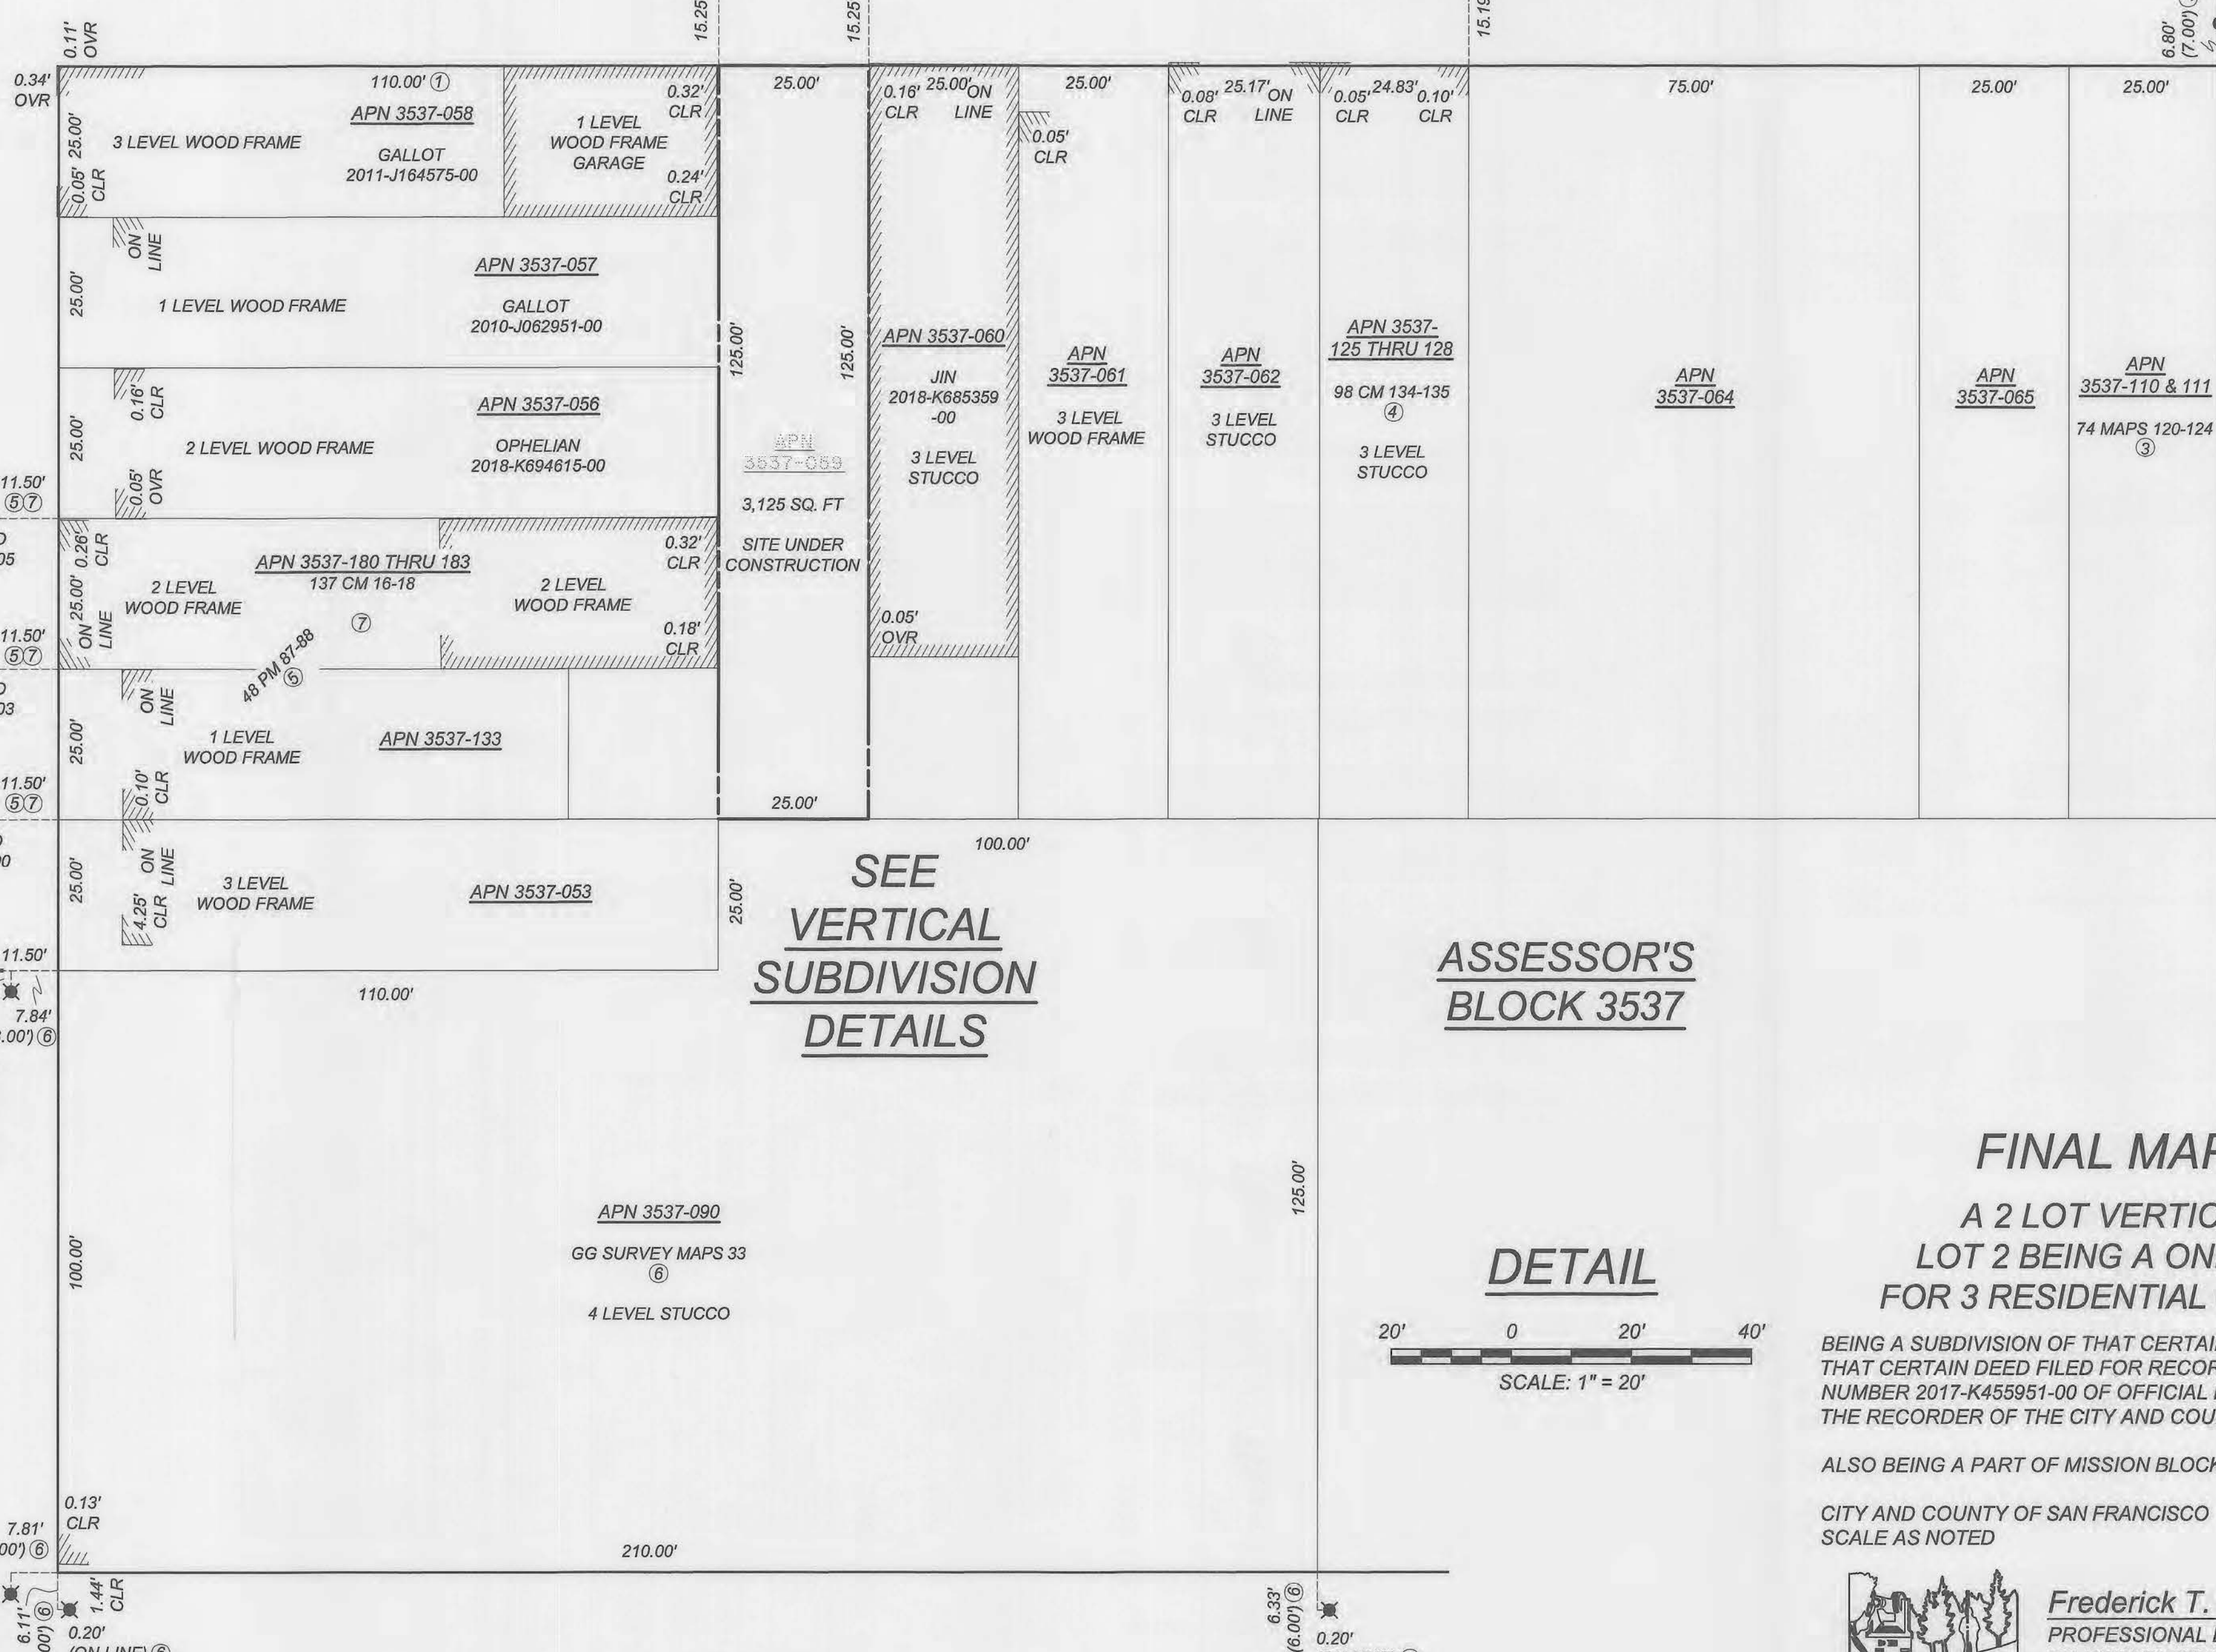 0.11'
OVR
15.25'
15.25'
15.19
6.80'
(7.00')
0.34'
OVR
110.00' ①
APN 3537-058
3 LEVEL WOOD FRAME
GALLOT
2011-J164575-00
25.00'
0.05'
CLR
1 LEVEL
WOOD FRAME
GARAGE
0.32'
CLR
0.24'
CLR
25.00'
0.16'
CLR
25.00'
ON
LINE
25.00'
0.05'
CLR
0.08'
CLR
25.17'
ON
LINE
0.05'
CLR
24.83'
0.10'
CLR
75.00'
25.00'
25.00'
ON
LINE
APN 3537-057
25.00'
1 LEVEL WOOD FRAME
GALLOT
2010-J062951-00
125.00'
125.00'
APN 3537-060
JIN
2018-K685359
-00
3 LEVEL
STUCCO
APN
3537-061
3 LEVEL
WOOD FRAME
APN
3537-062
3 LEVEL
STUCCO
APN 3537-
125 THRU 128
98 CM 134-135
④
3 LEVEL
STUCCO
APN
3537-064
APN
3537-065
APN
3537-110 & 111
74 MAPS 120-124
③
0.16'
CLR
APN 3537-056
25.00'
2 LEVEL WOOD FRAME
OPHELIAN
2018-K694615-00
0.05'
OVR
APN
3537-059
3,125 SQ. FT
SITE UNDER
CONSTRUCTION
11.50'
⑤⑦
05
0.26'
CLR
25.00'
ON
LINE
APN 3537-180 THRU 183
137 CM 16-18
⑦
2 LEVEL
WOOD FRAME
2 LEVEL
WOOD FRAME
0.32'
CLR
0.18'
CLR
0.05'
OVR
11.50'
⑤⑦
48 PM 87-88
⑤
03
ON
LINE
25.00'
1 LEVEL
WOOD FRAME
APN 3537-133
0.10'
CLR
11.50'
⑤⑦
25.00'
100.00'
25.00'
ON
LINE
4.25'
CLR
3 LEVEL
WOOD FRAME
APN 3537-053
25.00'
SEE
VERTICAL
SUBDIVISION
DETAILS
ASSESSOR'S
BLOCK 3537
11.50'
110.00'
7.84'
.00') ⑥
125.00'
APN 3537-090
GG SURVEY MAPS 33
⑥
4 LEVEL STUCCO
100.00'
DETAIL
20' 0 20' 40'
SCALE: 1" = 20'
FINAL MAP
A 2 LOT VERTIC
LOT 2 BEING A ON
FOR 3 RESIDENTIAL
BEING A SUBDIVISION OF THAT CERTAI
THAT CERTAIN DEED FILED FOR RECOR
NUMBER 2017-K455951-00 OF OFFICIAL
THE RECORDER OF THE CITY AND COU
ALSO BEING A PART OF MISSION BLOCK
CITY AND COUNTY OF SAN FRANCISCO
SCALE AS NOTED
0.13'
CLR
7.81'
00') ⑥
210.00'
1.44'
CLR
6.11'
00') ⑥
0.20'
(ON LINE) ⑥
6.33'
(6.00') ⑥
0.20'
Frederick T.
PROFESSIONAL